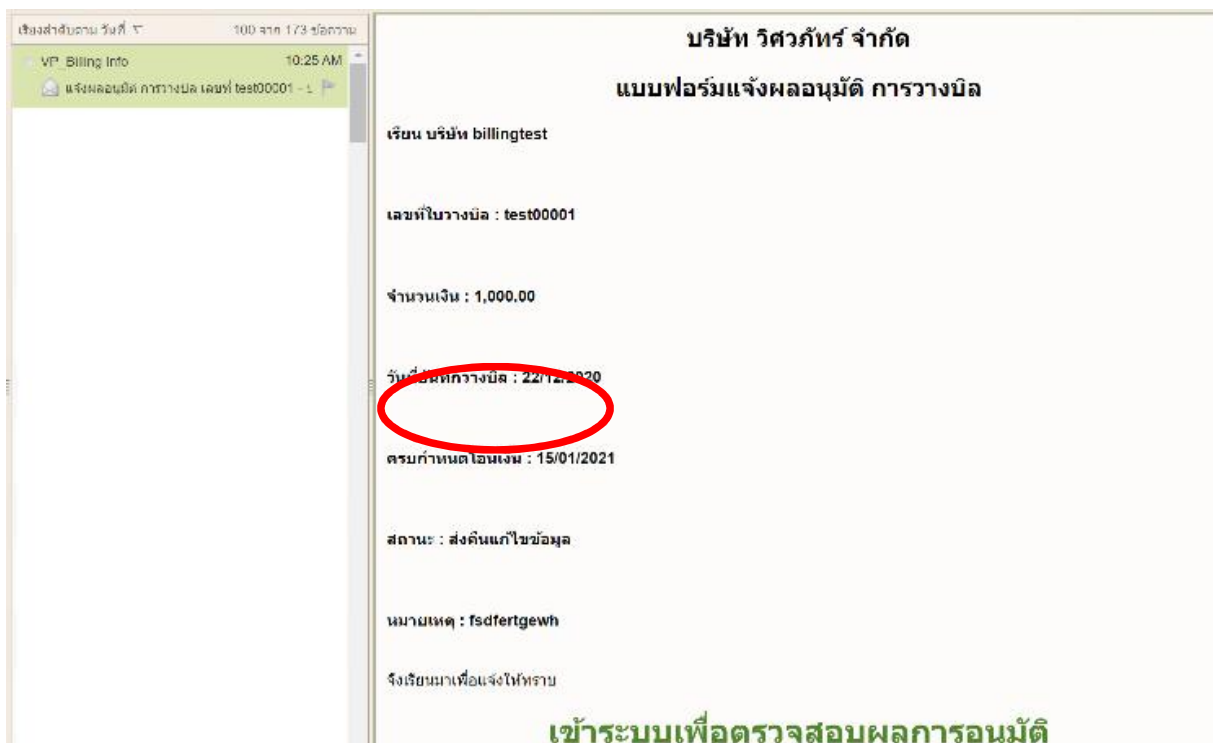 เรียงลำดับตาม วันที่
100 จาก 173 ข้อความ
VP_Billing Info
10:25 AM
แจ้งผลอนุมัติ การวางบิล เลขที่ test00001 -
บริษัท วิศวภัทร์ จำกัด
แบบฟอร์มแจ้งผลอนุมัติ การวางบิล
เรียน บริษัท billingtest
เลขที่ใบวางบิล : test00001
จำนวนเงิน : 1,000.00
วันที่บันทึกวางบิล : 22/12/2020
ครบกำหนดโอนเงิน : 15/01/2021
สถานะ : ส่งคืนแก้ไขข้อมูล
หมายเหตุ : fsdfertgewh
จึงเรียนมาเพื่อแจ้งให้ทราบ
เข้าระบบเพื่อตรวจสอบผลการอนุมัติ